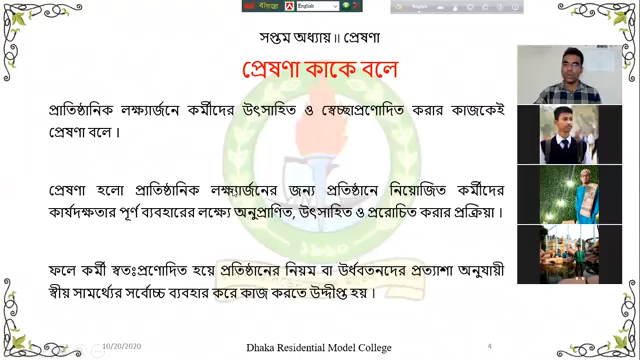 বাংলায়
English
সপ্তম অধ্যায়॥ প্রেষণা
প্রেষণা কাকে বলে
প্রাতিষ্ঠানিক লক্ষ্যার্জনে কর্মীদের উৎসাহিত ও স্বেচ্ছাপ্রণোদিত করার কাজকেই
প্রেষণা বলে ।
প্রেষণা হলো প্রাতিষ্ঠানিক লক্ষ্যার্জনের জন্য প্রতিষ্ঠানে নিয়োজিত কর্মীদের
কার্যদক্ষতার পূর্ণ ব্যবহারের লক্ষ্যে অনুপ্রাণিত, উৎসাহিত ও প্ররোচিত করার প্রক্রিয়া ।
ফলে কর্মী স্বতঃপ্রণোদিত হয়ে প্রতিষ্ঠানের নিয়ম বা উর্ধবতনদের প্রত্যাশা অনুযায়ী
স্বীয় সামর্থ্যের সর্বোচ্চ ব্যবহার করে কাজ করতে উদ্দীপ্ত হয় ।
১৯৬০
10/20/2020
Dhaka Residential Model College
4